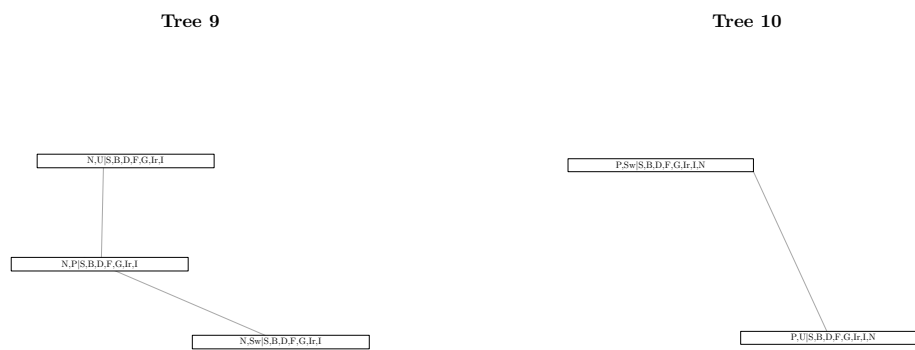 Tree 9
Tree 10
N,U|S,B,D,F,G,Ir,I
P,Sw|S,B,D,F,G,Ir,I,N
N,P|S,B,D,F,G,Ir,I
N,Sw|S,B,D,F,G,Ir,I
P,U|S,B,D,F,G,Ir,I,N